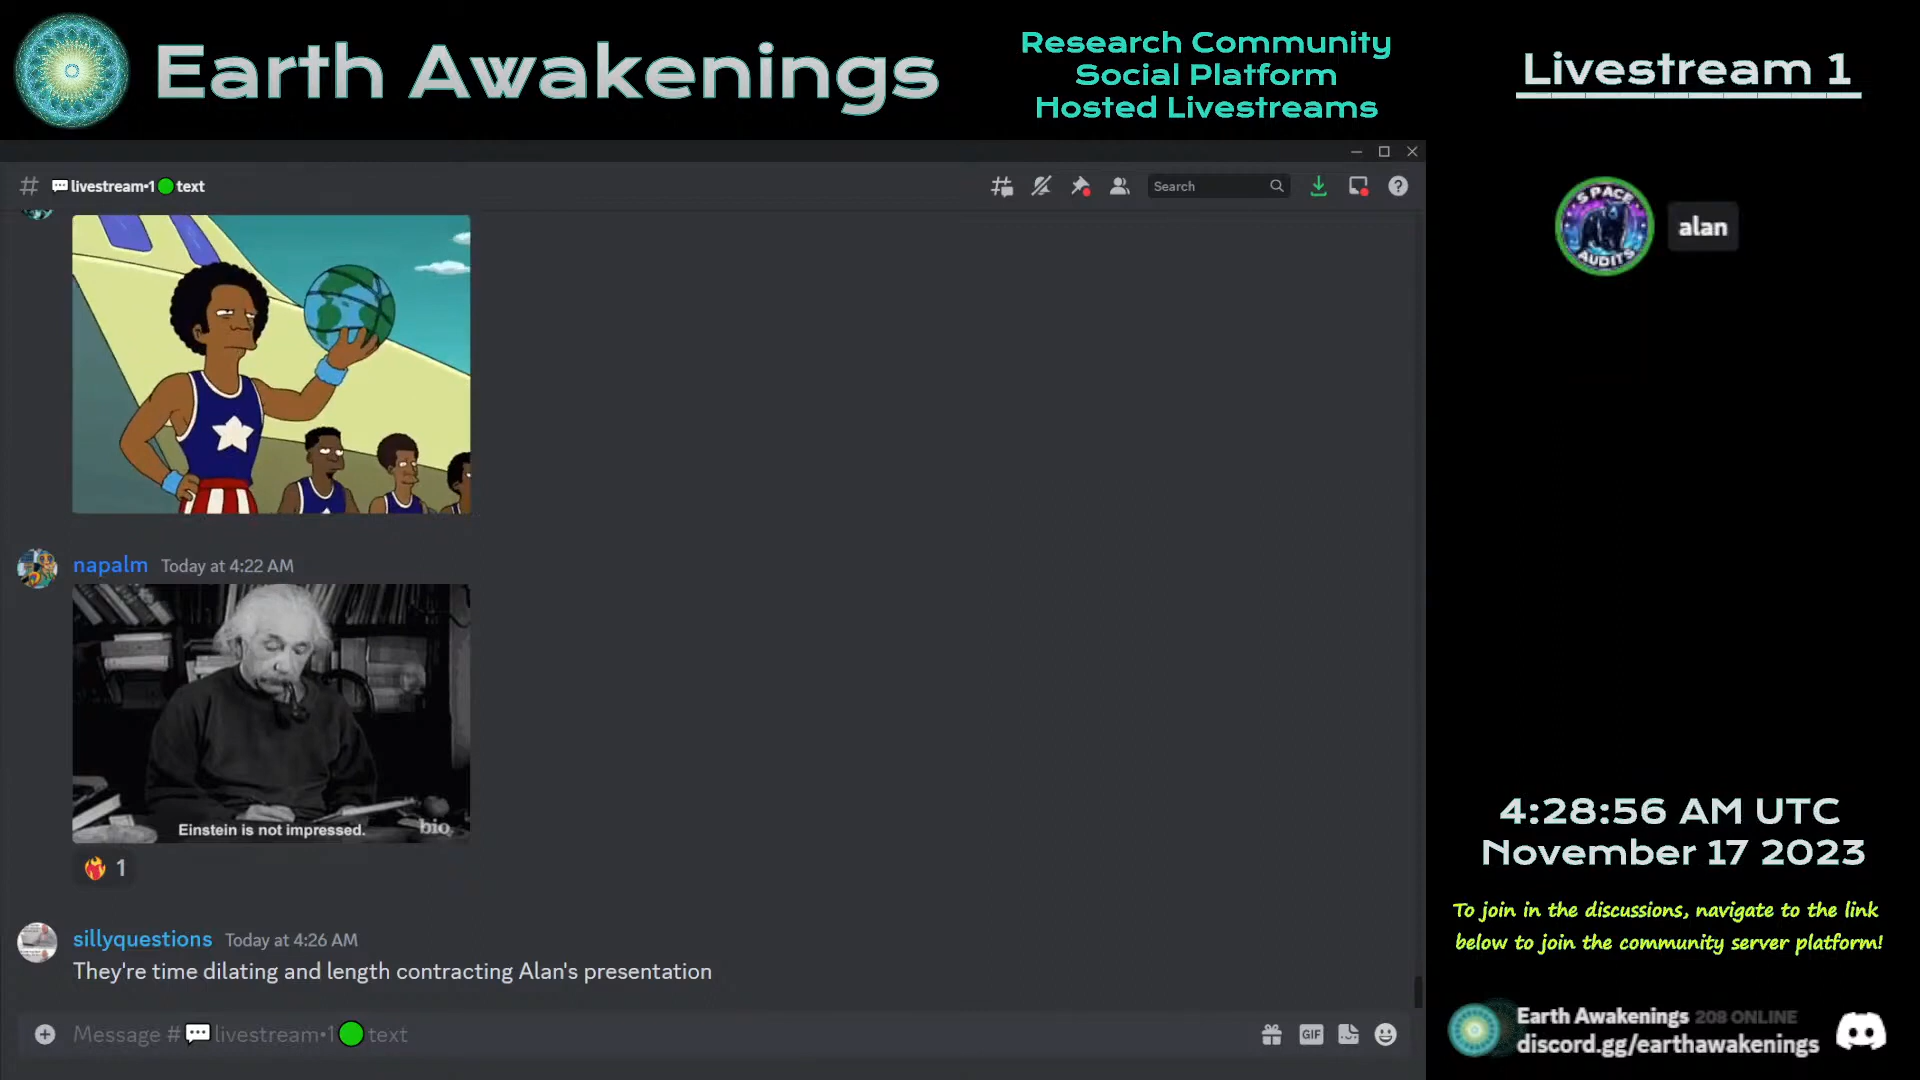 Earth Awakenings
Research Community
Social Platform
Hosted Livestreams
Livestream 1
livestream•1 text
Search
SPACE
AUDITS
alan
napalm Today at 4:22 AM
Einstein is not impressed.
bio.
1
sillyquestions Today at 4:26 AM
They're time dilating and length contracting Alan's presentation
Message # livestream•1 text
GIF
4:28:56 AM UTC
November 17 2023
To join in the discussions, navigate to the link
below to join the community server platform!
Earth Awakenings 208 ONLINE
discord.gg/earthawakenings